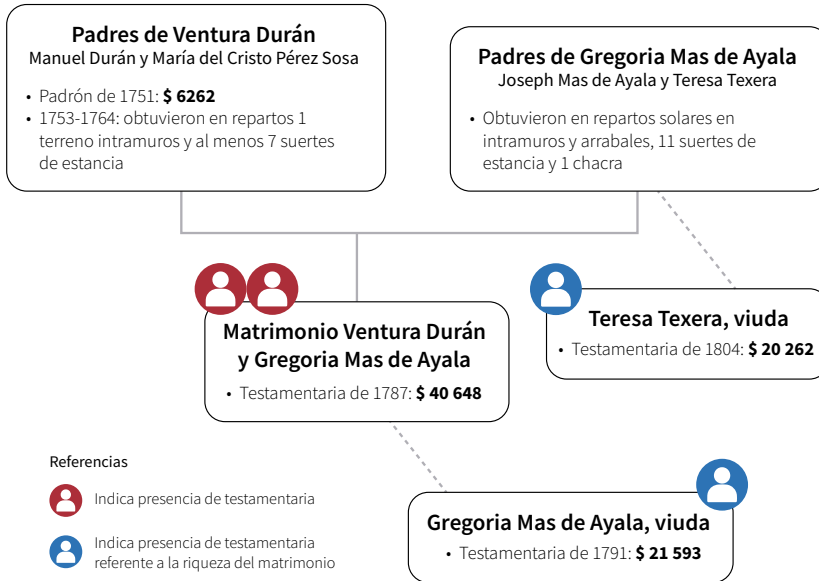 Padres de Ventura Durán
Manuel Durán y María del Cristo Pérez Sosa
• Padrón de 1751: $ 6262
• 1753-1764: obtuvieron en repartos 1
terreno intramuros y al menos 7 suertes
de estancia
Padres de Gregoria Mas de Ayala
Joseph Mas de Ayala y Teresa Texera
• Obtuvieron en repartos solares en
intramuros y arrabales, 11 suertes de
estancia y 1 chacra
Matrimonio Ventura Durán
y Gregoria Mas de Ayala
• Testamentaria de 1787: $ 40 648
Teresa Texera, viuda
• Testamentaria de 1804: $ 20 262
Referencias
Indica presencia de testamentaria
Indica presencia de testamentaria
referente a la riqueza del matrimonio
Gregoria Mas de Ayala, viuda
• Testamentaria de 1791: $ 21 593